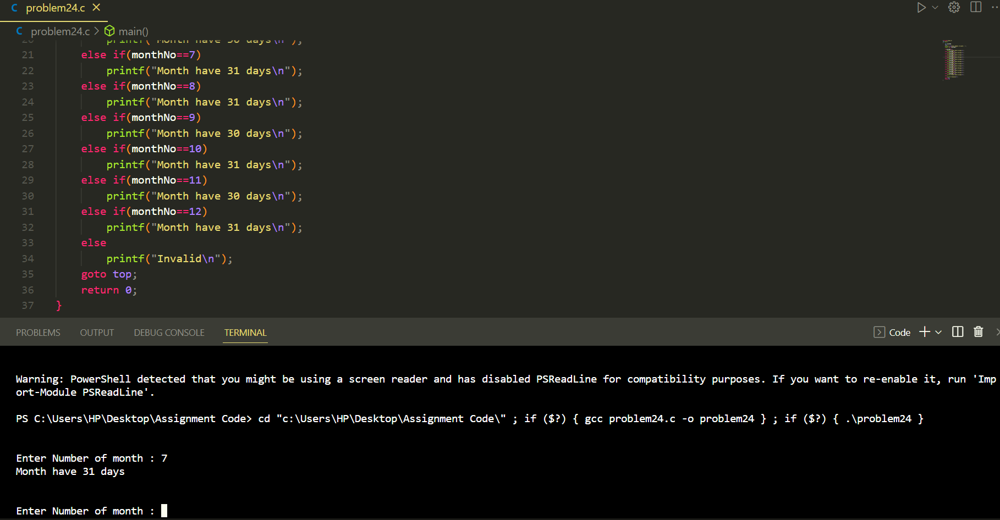 C problem24.c ×
C problem24.c > main()
20 printf("Month have 30 days\n");
21 else if(monthNo==7)
22 printf("Month have 31 days\n");
23 else if(monthNo==8)
24 printf("Month have 31 days\n");
25 else if(monthNo==9)
26 printf("Month have 30 days\n");
27 else if(monthNo==10)
28 printf("Month have 31 days\n");
29 else if(monthNo==11)
30 printf("Month have 30 days\n");
31 else if(monthNo==12)
32 printf("Month have 31 days\n");
33 else
34 printf("Invalid\n");
35 goto top;
36 return 0;
37 }
PROBLEMS OUTPUT DEBUG CONSOLE TERMINAL Code
Warning: PowerShell detected that you might be using a screen reader and has disabled PSReadLine for compatibility purposes. If you want to re-enable it, run 'Imp
ort-Module PSReadLine'.
PS C:\Users\HP\Desktop\Assignment Code> cd "c:\Users\HP\Desktop\Assignment Code\" ; if ($?) { gcc problem24.c -o problem24 } ; if ($?) { .\problem24 }
Enter Number of month : 7
Month have 31 days
Enter Number of month :